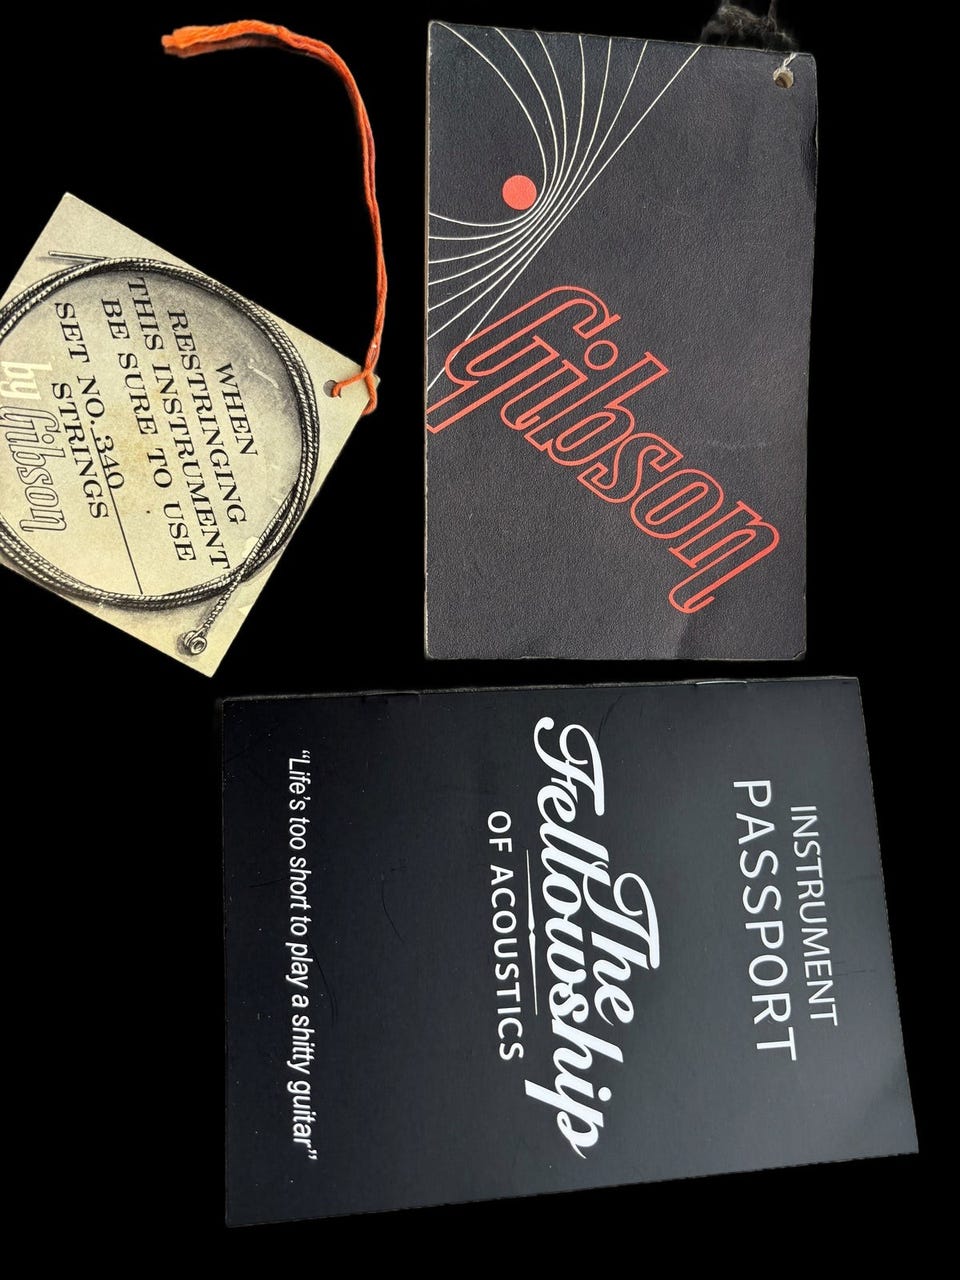 WHEN
RESTRINGING
THIS INSTRUMENT
BE SURE TO USE
SET NO. 340
STRINGS
by Gibson
Gibson
INSTRUMENT
PASSPORT
The
Fellowship
OF ACOUSTICS
“Life's too short to play a shitty guitar”